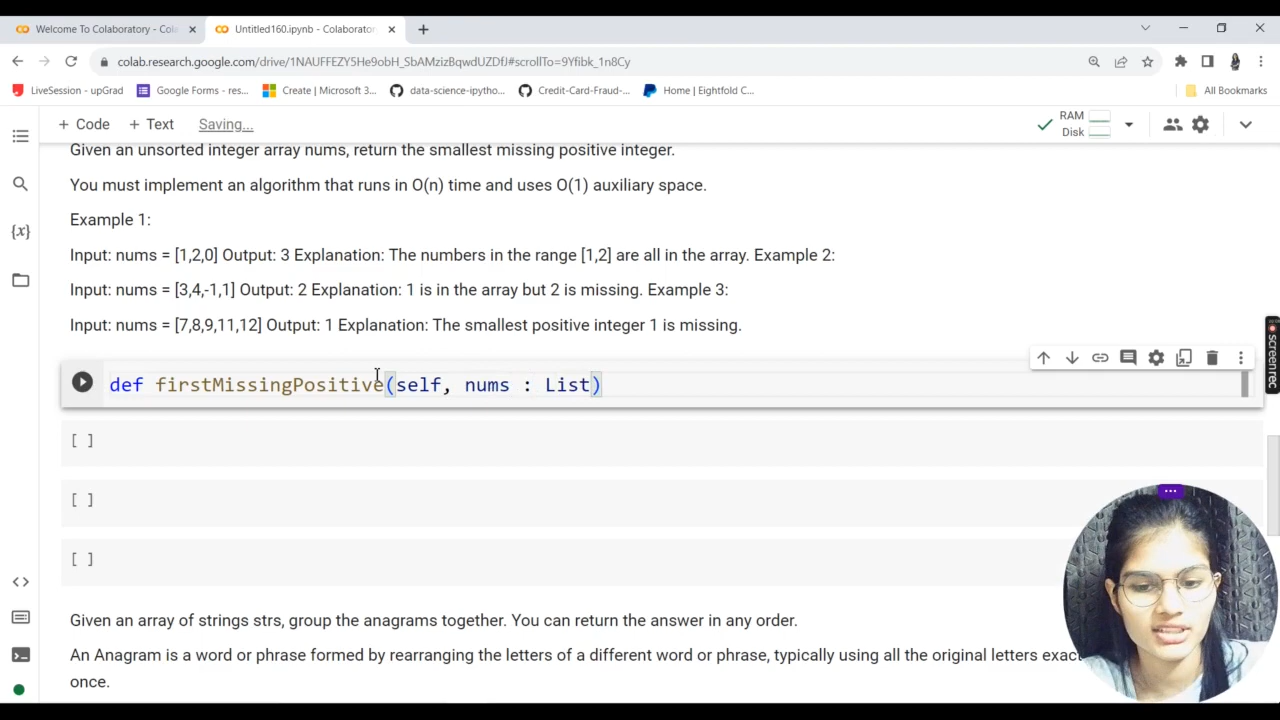 Welcome To Colaboratory - Cola
Untitled160.ipynb - Colaborator
colab.research.google.com/drive/1NAUFFEZY5He9obH_SbAMzizBqwdUZDfJ#scrollTo=9Yfibk_1n8Cy
LiveSession - upGrad
Google Forms - res...
Create | Microsoft 3...
data-science-ipytho...
Credit-Card-Fraud-...
Home | Eightfold C...
All Bookmarks
+ Code + Text Saving...
RAM
Disk
Given an unsorted integer array nums, return the smallest missing positive integer.
You must implement an algorithm that runs in O(n) time and uses O(1) auxiliary space.
Example 1:
Input: nums = [1,2,0] Output: 3 Explanation: The numbers in the range [1,2] are all in the array. Example 2:
Input: nums = [3,4,-1,1] Output: 2 Explanation: 1 is in the array but 2 is missing. Example 3:
{x}
Input: nums = [7,8,9,11,12] Output: 1 Explanation: The smallest positive integer 1 is missing.
def firstMissingPositive(self, nums : List)
screenrec
[ ]
[ ]
[ ]
Given an array of strings strs, group the anagrams together. You can return the answer in any order.
An Anagram is a word or phrase formed by rearranging the letters of a different word or phrase, typically using all the original letters
once.